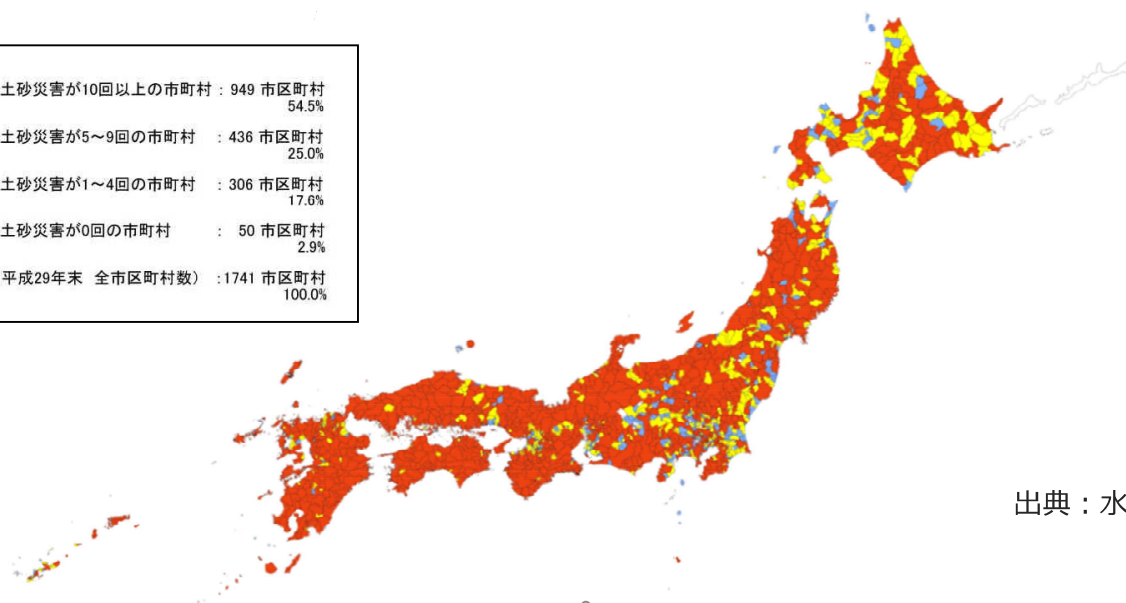 土砂災害が10回以上の市町村 : 949 市区町村
54.5%
土砂災害が5~9回の市町村 : 436 市区町村
25.0%
土砂災害が1~4回の市町村 : 306 市区町村
17.6%
土砂災害が0回の市町村 : 50 市区町村
2.9%
平成29年末 全市区町村数) :1741 市区町村
100.0%
出典：水